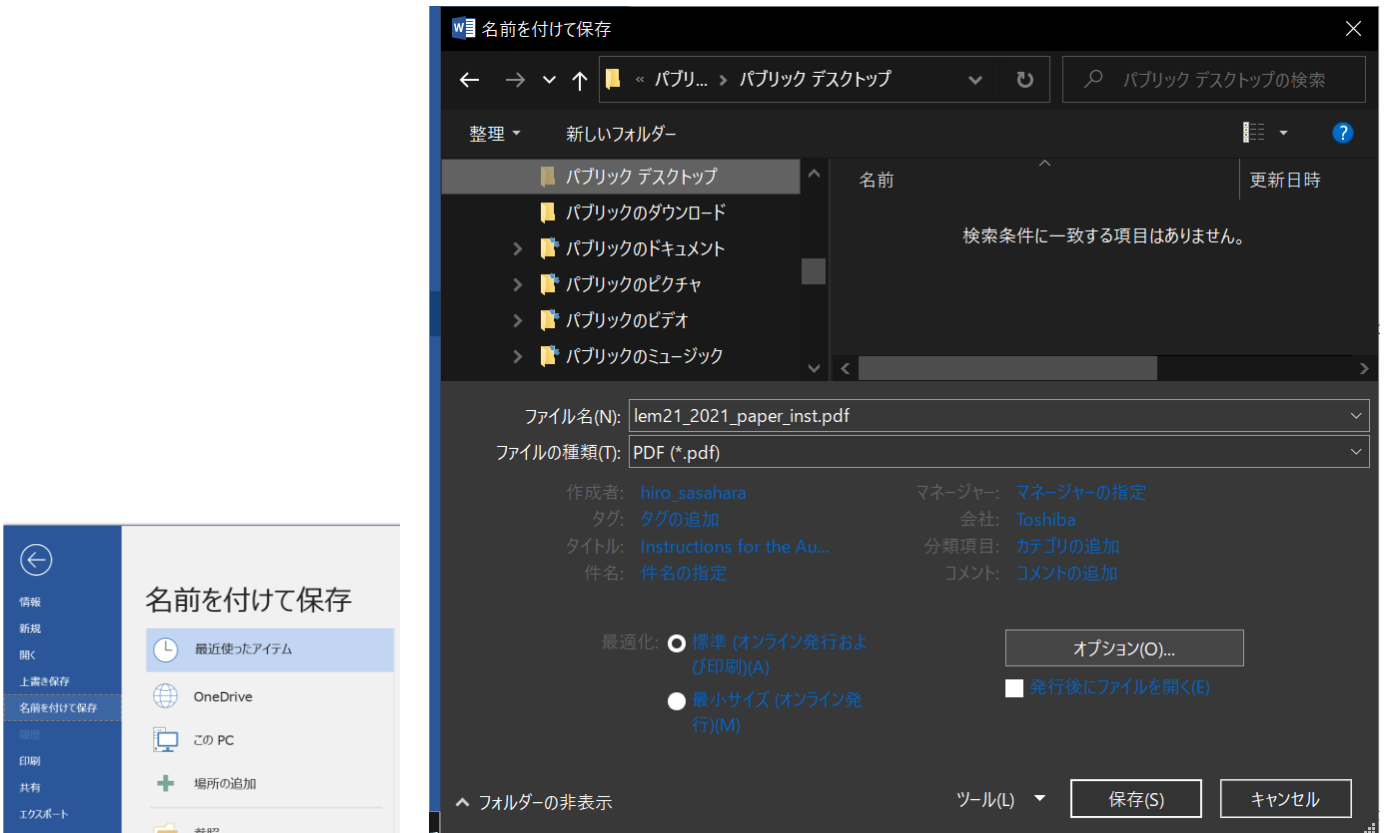 情報
新規
開く
上書き保存
名前を付けて保存
履歴
印刷
共有
エクスポート
名前を付けて保存
最近使ったアイテム
OneDrive
この PC
場所の追加
参照
名前を付けて保存
« パブリ... › パブリック デスクトップ
パブリック デスクトップの検索
整理
新しいフォルダー
パブリック デスクトップ
パブリックのダウンロード
パブリックのドキュメント
パブリックのピクチャ
パブリックのビデオ
パブリックのミュージック
名前
更新日時
検索条件に一致する項目はありません。
ファイル名(N): lem21_2021_paper_inst.pdf
ファイルの種類(T): PDF (*.pdf)
作成者: hiro_sasahara
マネージャー: マネージャーの指定
タグ: タグの追加
会社: Toshiba
タイトル: Instructions for the Au...
分類項目: カテゴリの追加
件名: 件名の指定
コメント: コメントの追加
最適化: 標準 (オンライン発行およ
び印刷)(A)
最小サイズ (オンライン発
行)(M)
オプション(O)...
発行後にファイルを開く(E)
フォルダーの非表示
ツール(L)
保存(S)
キャンセル